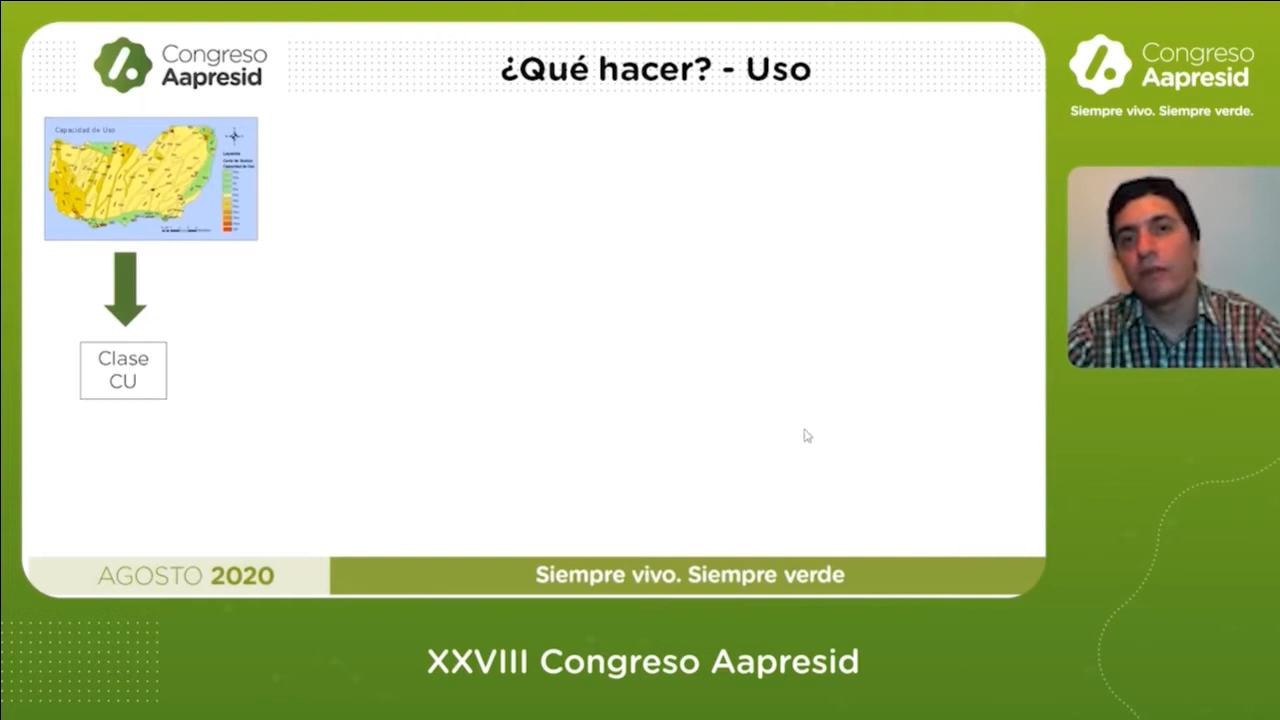 Congreso
Aapresid
¿Qué hacer? - Uso
Congreso
Aapresid
Siempre vivo. Siempre verde.
Capacidad de Uso
Clase
CU
AGOSTO 2020
Siempre vivo. Siempre verde
XXVIII Congreso Aapresid